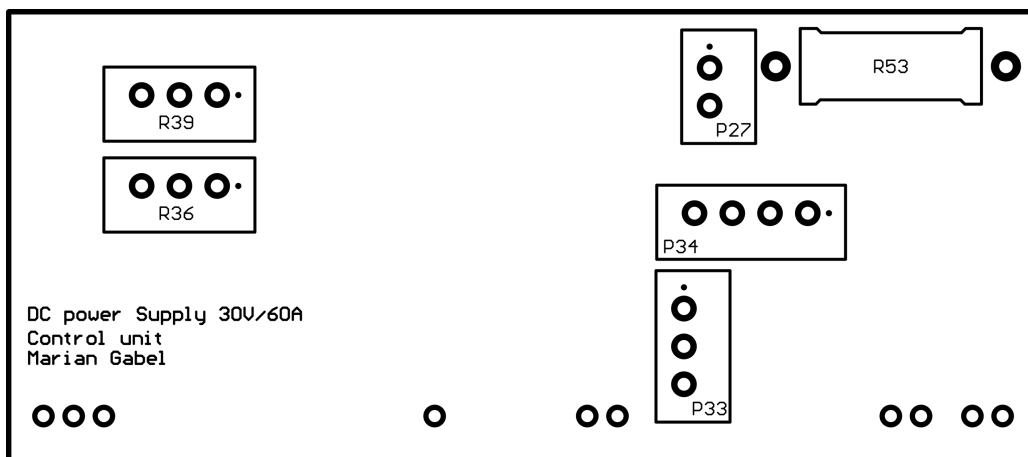 R53
P27
R39
R36
P34
DC power Supply 30V/60A
Control unit
Marian Gabel
P33